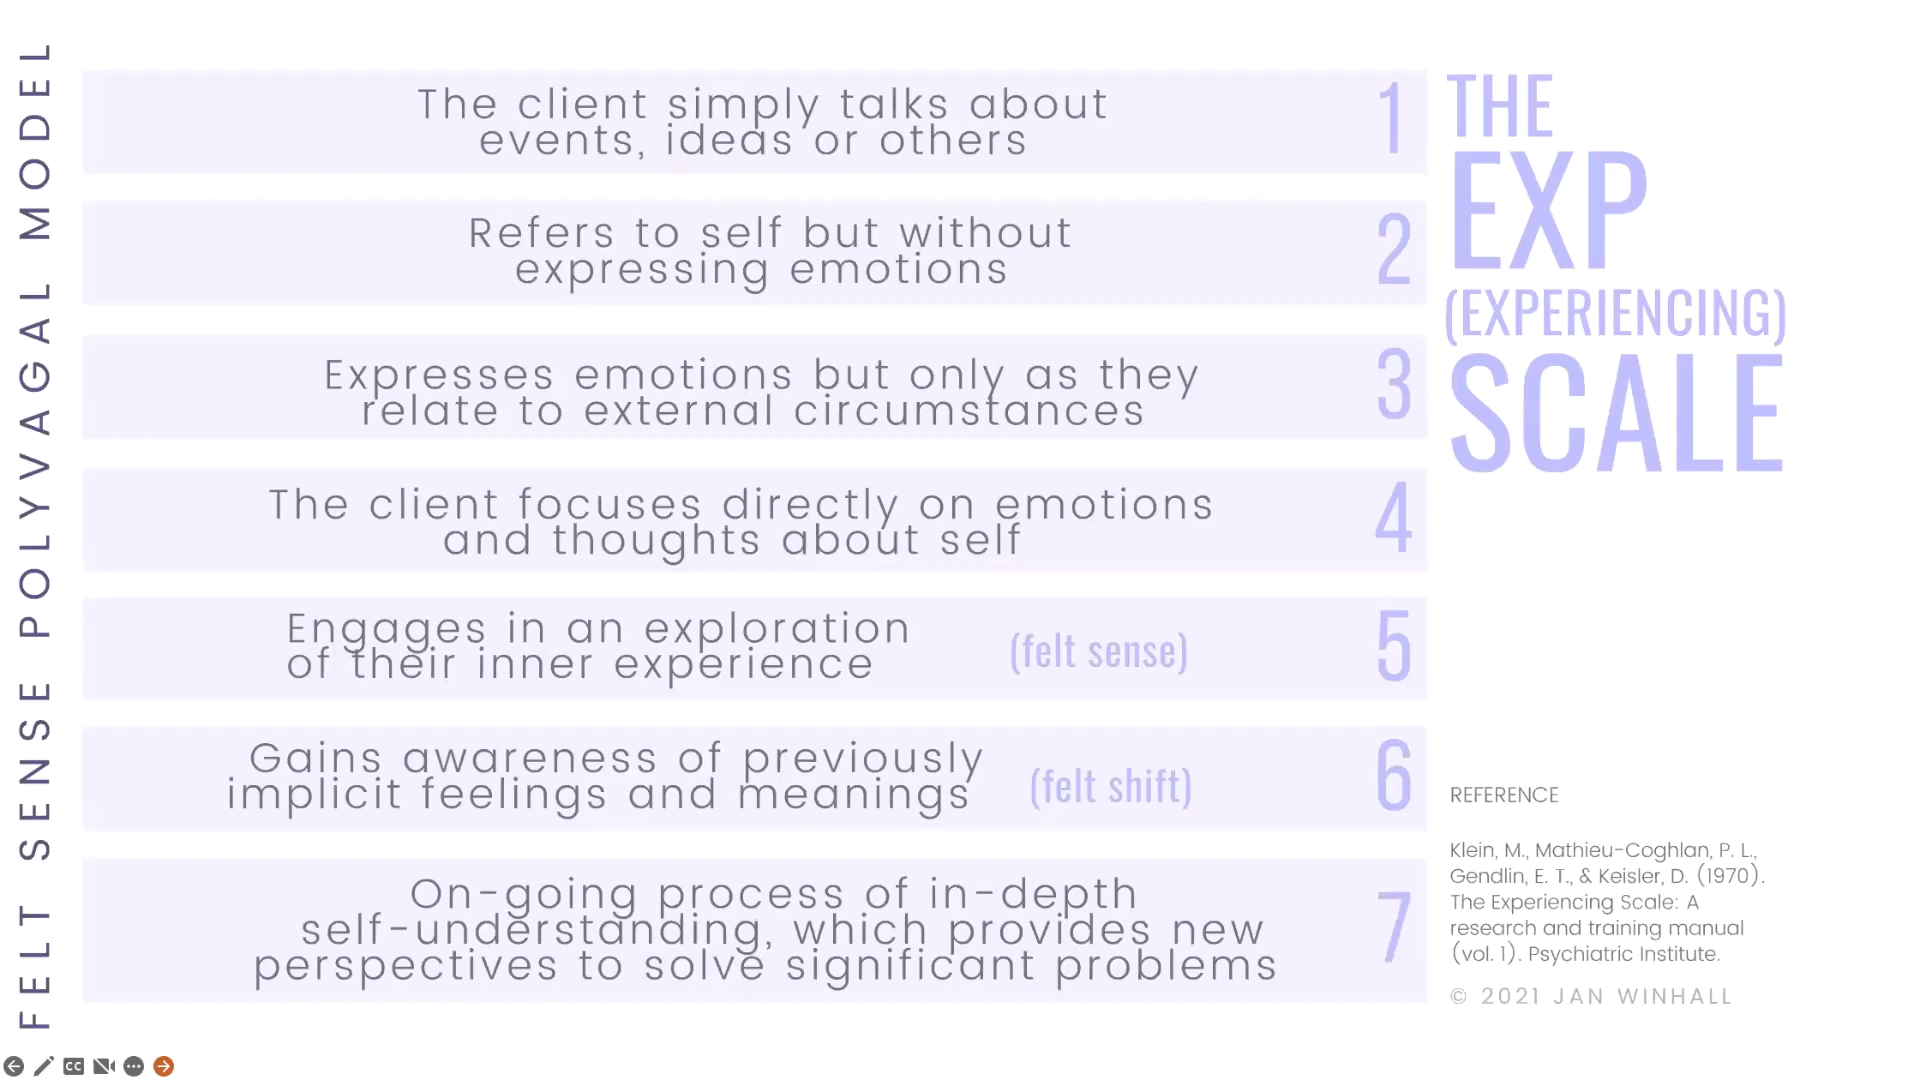 FELT SENSE POLYVAGAL MODEL
The client simply talks about
events, ideas or others
1
Refers to self but without
expressing emotions
2
Expresses emotions but only as they
relate to external circumstances
3
The client focuses directly on emotions
and thoughts about self
4
Engages in an exploration
of their inner experience
(felt sense)
5
Gains awareness of previously
implicit feelings and meanings
(felt shift)
6
On-going process of in-depth
self-understanding, which provides new
perspectives to solve significant problems
7
THE
EXP
(EXPERIENCING)
SCALE
REFERENCE
Klein, M., Mathieu-Coghlan, P. L.,
Gendlin, E. T., & Keisler, D. (1970).
The Experiencing Scale: A
research and training manual
(vol. 1). Psychiatric Institute.
© 2021 JAN WINHALL
CC